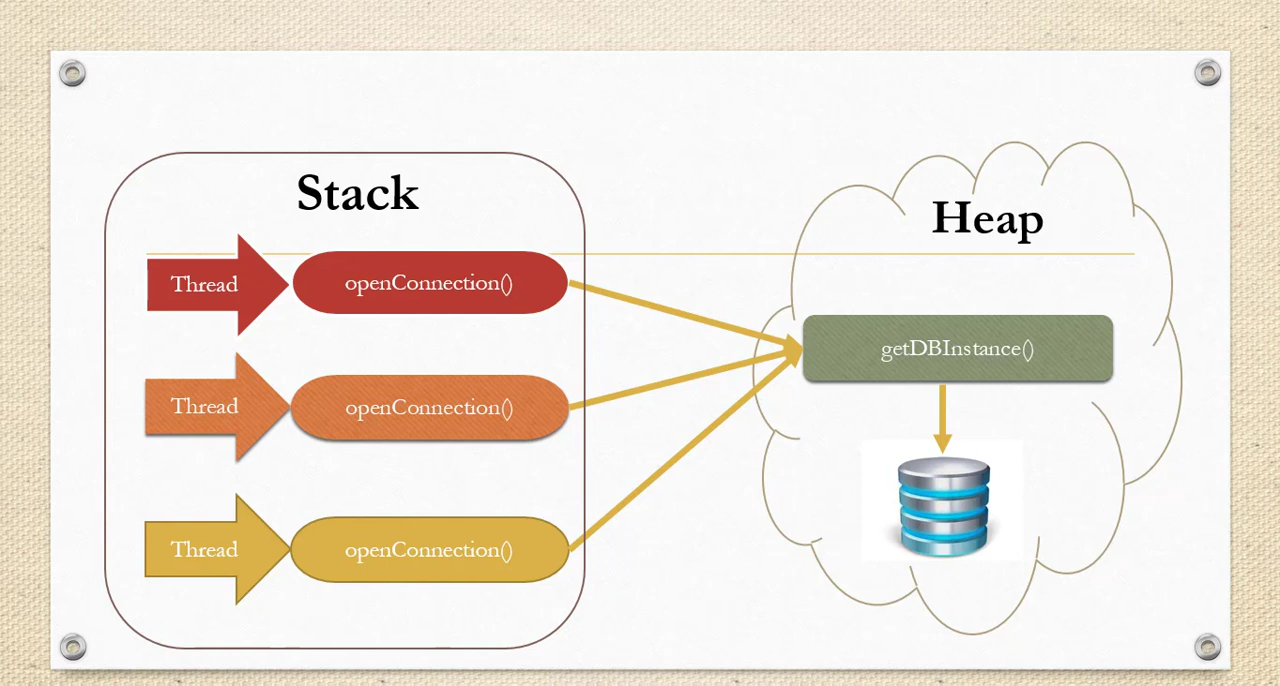 Stack
Thread
openConnection()
Thread
openConnection()
Thread
openConnection()
Heap
getDBInstance()